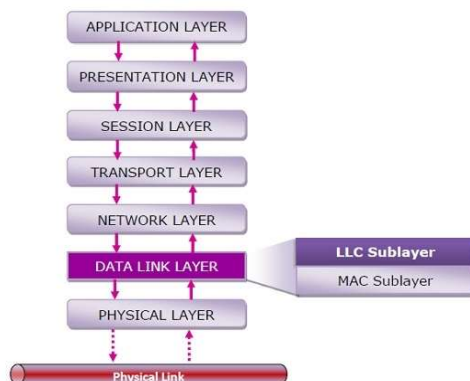 APPLICATION LAYER
PRESENTATION LAYER
SESSION LAYER
TRANSPORT LAYER
NETWORK LAYER
DATA LINK LAYER
LLC Sublayer
MAC Sublayer
PHYSICAL LAYER
Physical Link